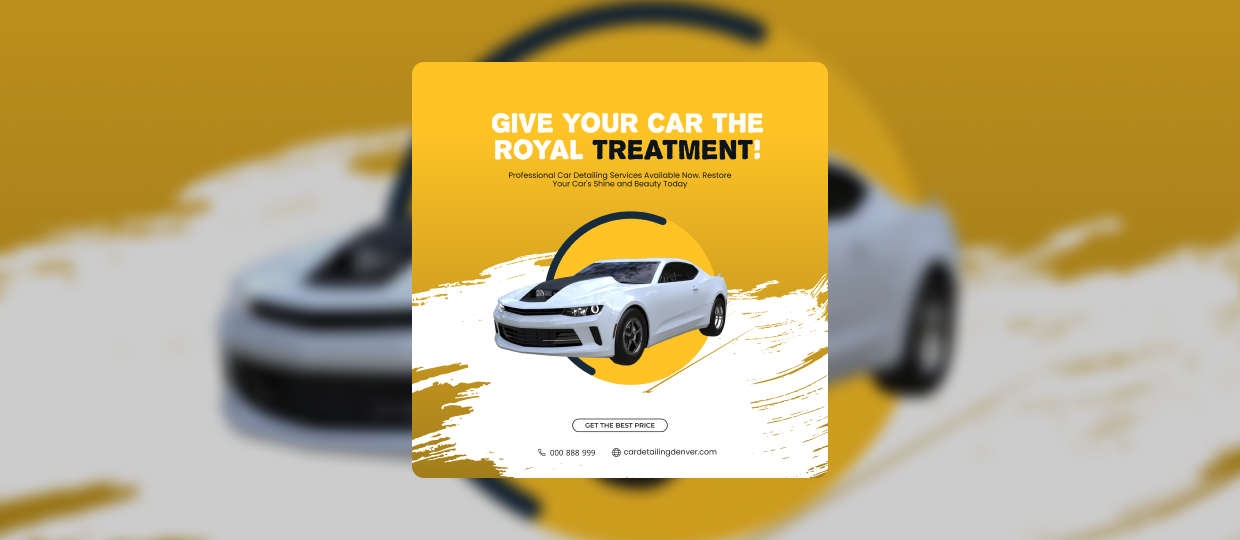 GIVE YOUR CAR THE
ROYAL TREATMENT!
Professional Car Detailing Services Available Now. Restore
Your Car's Shine and Beauty Today
GET THE BEST PRICE
000 888 999
cardetailingdenver.com